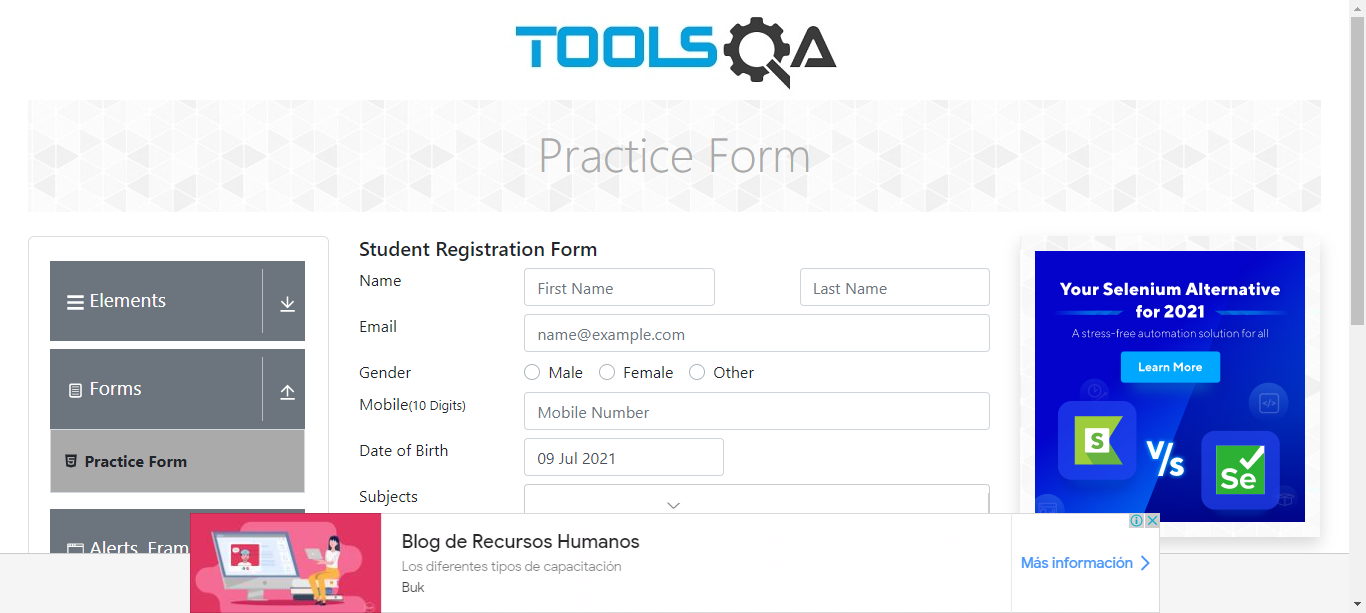 TOOLSQA
Practice Form
Elements
Forms
Practice Form
Alerts, Fram
Student Registration Form
Name
First Name
Last Name
Email
name@example.com
Gender
Male
Female
Other
Mobile(10 Digits)
Mobile Number
Date of Birth
09 Jul 2021
Subjects
Your Selenium Alternative
for 2021
A stress-free automation solution for all
Learn More
S
V/s
Se
Blog de Recursos Humanos
Los diferentes tipos de capacitación
Buk
Más información